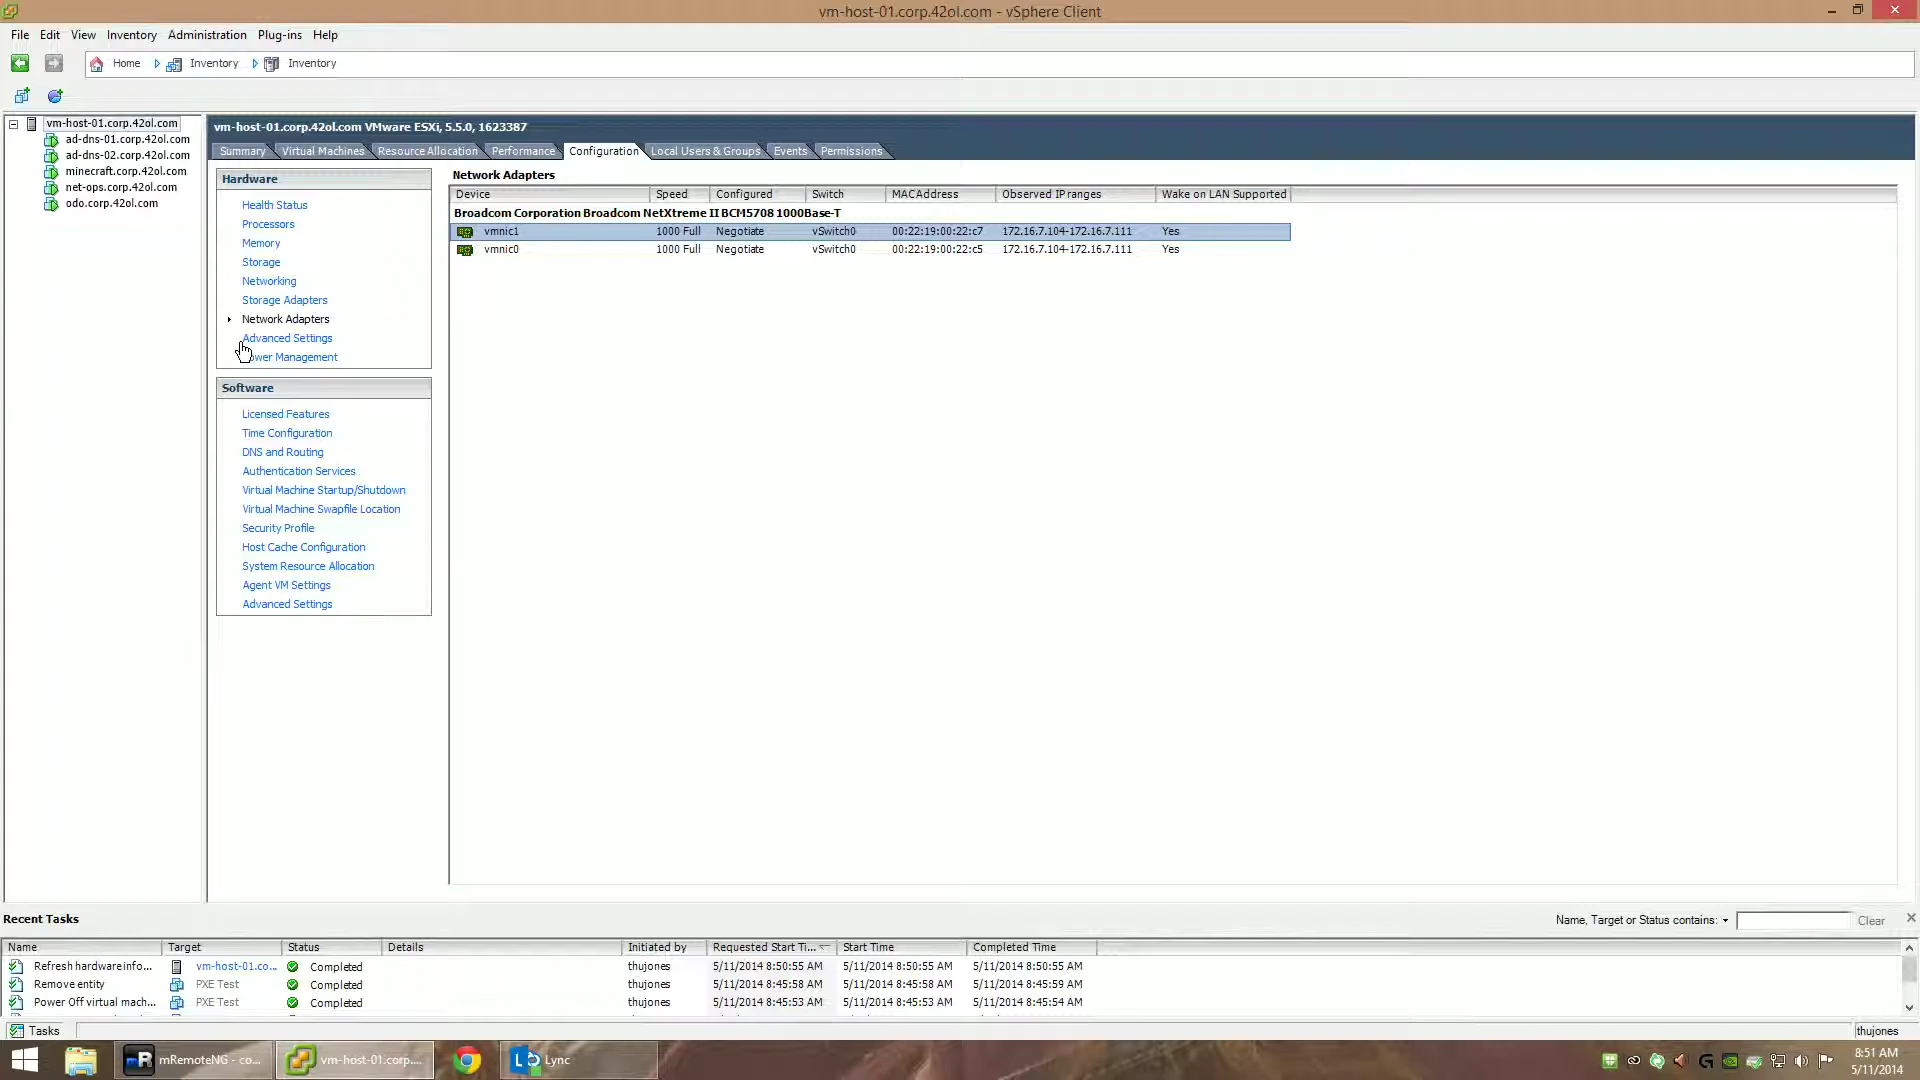 vm-host-01.corp.42ol.com - vSphere Client
File Edit View Inventory Administration Plug-ins Help
Home Inventory Inventory
vm-host-01.corp.42ol.com
ad-dns-01.corp.42ol.com
ad-dns-02.corp.42ol.com
minecraft.corp.42ol.com
net-ops.corp.42ol.com
odo.corp.42ol.com
vm-host-01.corp.42ol.com VMware ESXi, 5.5.0, 1623387
Summary Virtual Machines Resource Allocation Performance Configuration Local Users & Groups Events Permissions
Hardware
Health Status
Processors
Memory
Storage
Networking
Storage Adapters
Network Adapters
Advanced Settings
ower Management
Software
Licensed Features
Time Configuration
DNS and Routing
Authentication Services
Virtual Machine Startup/Shutdown
Virtual Machine Swapfile Location
Security Profile
Host Cache Configuration
System Resource Allocation
Agent VM Settings
Advanced Settings
Network Adapters
Device Speed Configured Switch MAC Address Observed IP ranges Wake on LAN Supported
Broadcom Corporation Broadcom NetXtreme II BCM5708 1000Base-T
vmnic1 1000 Full Negotiate vSwitch0 00:22:19:00:22:c7 172.16.7.104-172.16.7.111 Yes
vmnic0 1000 Full Negotiate vSwitch0 00:22:19:00:22:c5 172.16.7.104-172.16.7.111 Yes
Recent Tasks
Name, Target or Status contains: Clear
Name Target Status Details Initiated by Requested Start Ti... Start Time Completed Time
Refresh hardware info... vm-host-01.co... Completed thujones 5/11/2014 8:50:55 AM 5/11/2014 8:50:55 AM 5/11/2014 8:50:55 AM
Remove entity PXE Test Completed thujones 5/11/2014 8:45:58 AM 5/11/2014 8:45:58 AM 5/11/2014 8:45:59 AM
Power Off virtual mach... PXE Test Completed thujones 5/11/2014 8:45:53 AM 5/11/2014 8:45:53 AM 5/11/2014 8:45:54 AM
Tasks thujones
mR mRemoteNG - co... vm-host-01.corp.... Lync
8:51 AM
5/11/2014